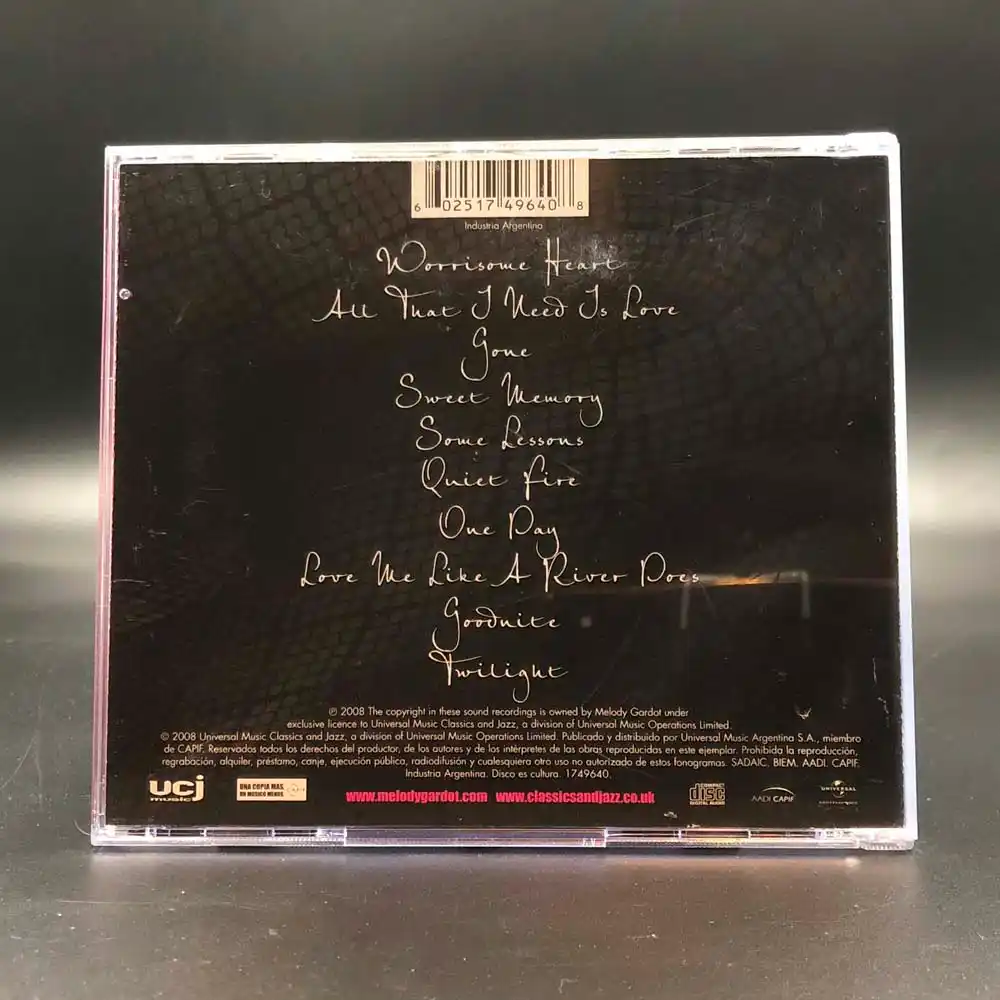 6 02517 49640 8
Industria Argentina
Worrisome Heart
All That I Need Is Love
Gone
Sweet Memory
Some Lessons
Quiet Fire
One Day
Love Me Like A River Does
Goodnite
Twilight
℗ 2008 The copyright in these sound recordings is owned by Melody Gardot under
exclusive licence to Universal Music Classics and Jazz, a division of Universal Music Operations Limited.
© 2008 Universal Music Classics and Jazz, a division of Universal Music Operations Limited. Publicado y distribuido por Universal Music Argentina S.A., miembro
de CAPIF. Reservados todos los derechos del productor, de los autores y de los intérpretes de las obras reproducidas en este ejemplar. Prohibida la reproducción,
regrabación, alquiler, préstamo, canje, ejecución pública, radiodifusión y cualesquiera otro uso no autorizado de estos fonogramas. SADAIC, BIEM, AADI, CAPIF.
Industria Argentina. Disco es cultura. 1749640.
ucj music
UNA COPIA MAS,
UN MUSICO MENOS
CAPIF
www.melodygardot.com www.classicsandjazz.co.uk
COMPACT disc DIGITAL AUDIO
AADI CAPIF
UNIVERSAL